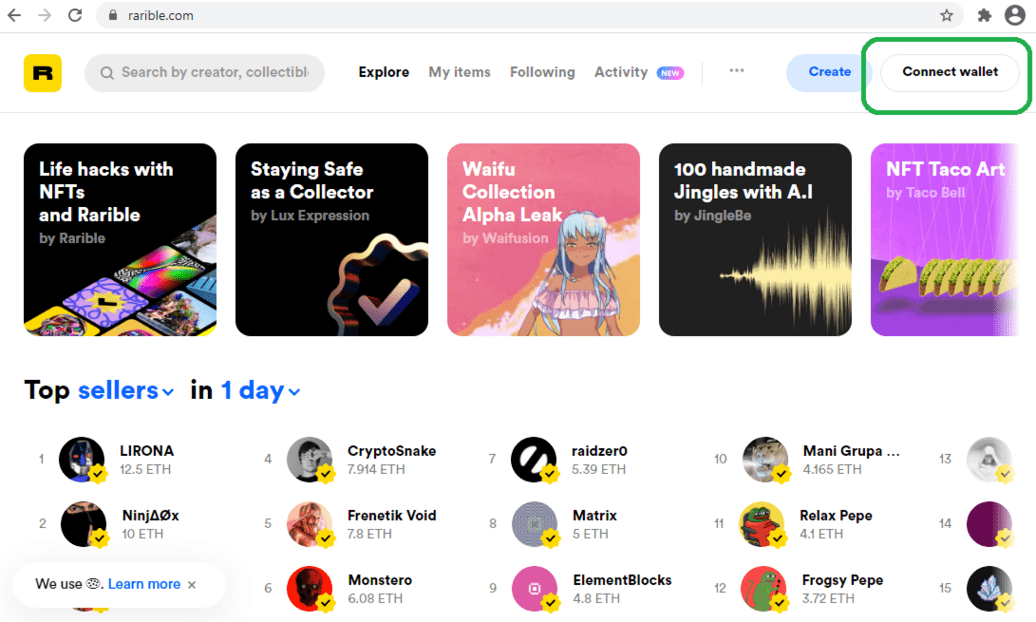 rarible.com
R
Search by creator, collectibl
Explore
My items
Following
Activity
NEW
Create
Connect wallet
Life hacks with
NFTs
and Rarible
by Rarible
Staying Safe
as a Collector
by Lux Expression
Waifu
Collection
Alpha Leak
by Waifusion
100 handmade
Jingles with A.I
by JingleBe
NFT Taco Art
by Taco Bell
Top sellers in 1 day
1
LIRONA
12.5 ETH
4
CryptoSnake
7.914 ETH
7
raidzer0
5.39 ETH
10
Mani Grupa ...
4.165 ETH
13
2
NinjΔØx
10 ETH
5
Frenetik Void
7.8 ETH
8
Matrix
5 ETH
11
Relax Pepe
4.1 ETH
14
We use 🍪. Learn more ×
6
Monstero
6.08 ETH
9
ElementBlocks
4.8 ETH
12
Frogsy Pepe
3.72 ETH
15